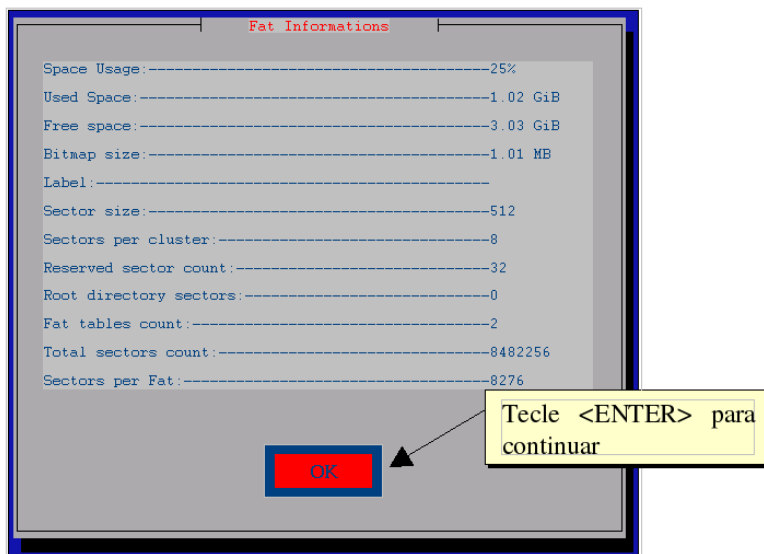 Fat Informations
Space Usage:---------------------------------------25%
Used Space:----------------------------------------1.02 GiB
Free space:----------------------------------------3.03 GiB
Bitmap size:---------------------------------------1.01 MB
Label:---------------------------------------------
Sector size:---------------------------------------512
Sectors per cluster:-------------------------------8
Reserved sector count:-----------------------------32
Root directory sectors:----------------------------0
Fat tables count:----------------------------------2
Total sectors count:-------------------------------8482256
Sectors per Fat:-----------------------------------8276
Tecle <ENTER> para
continuar
OK